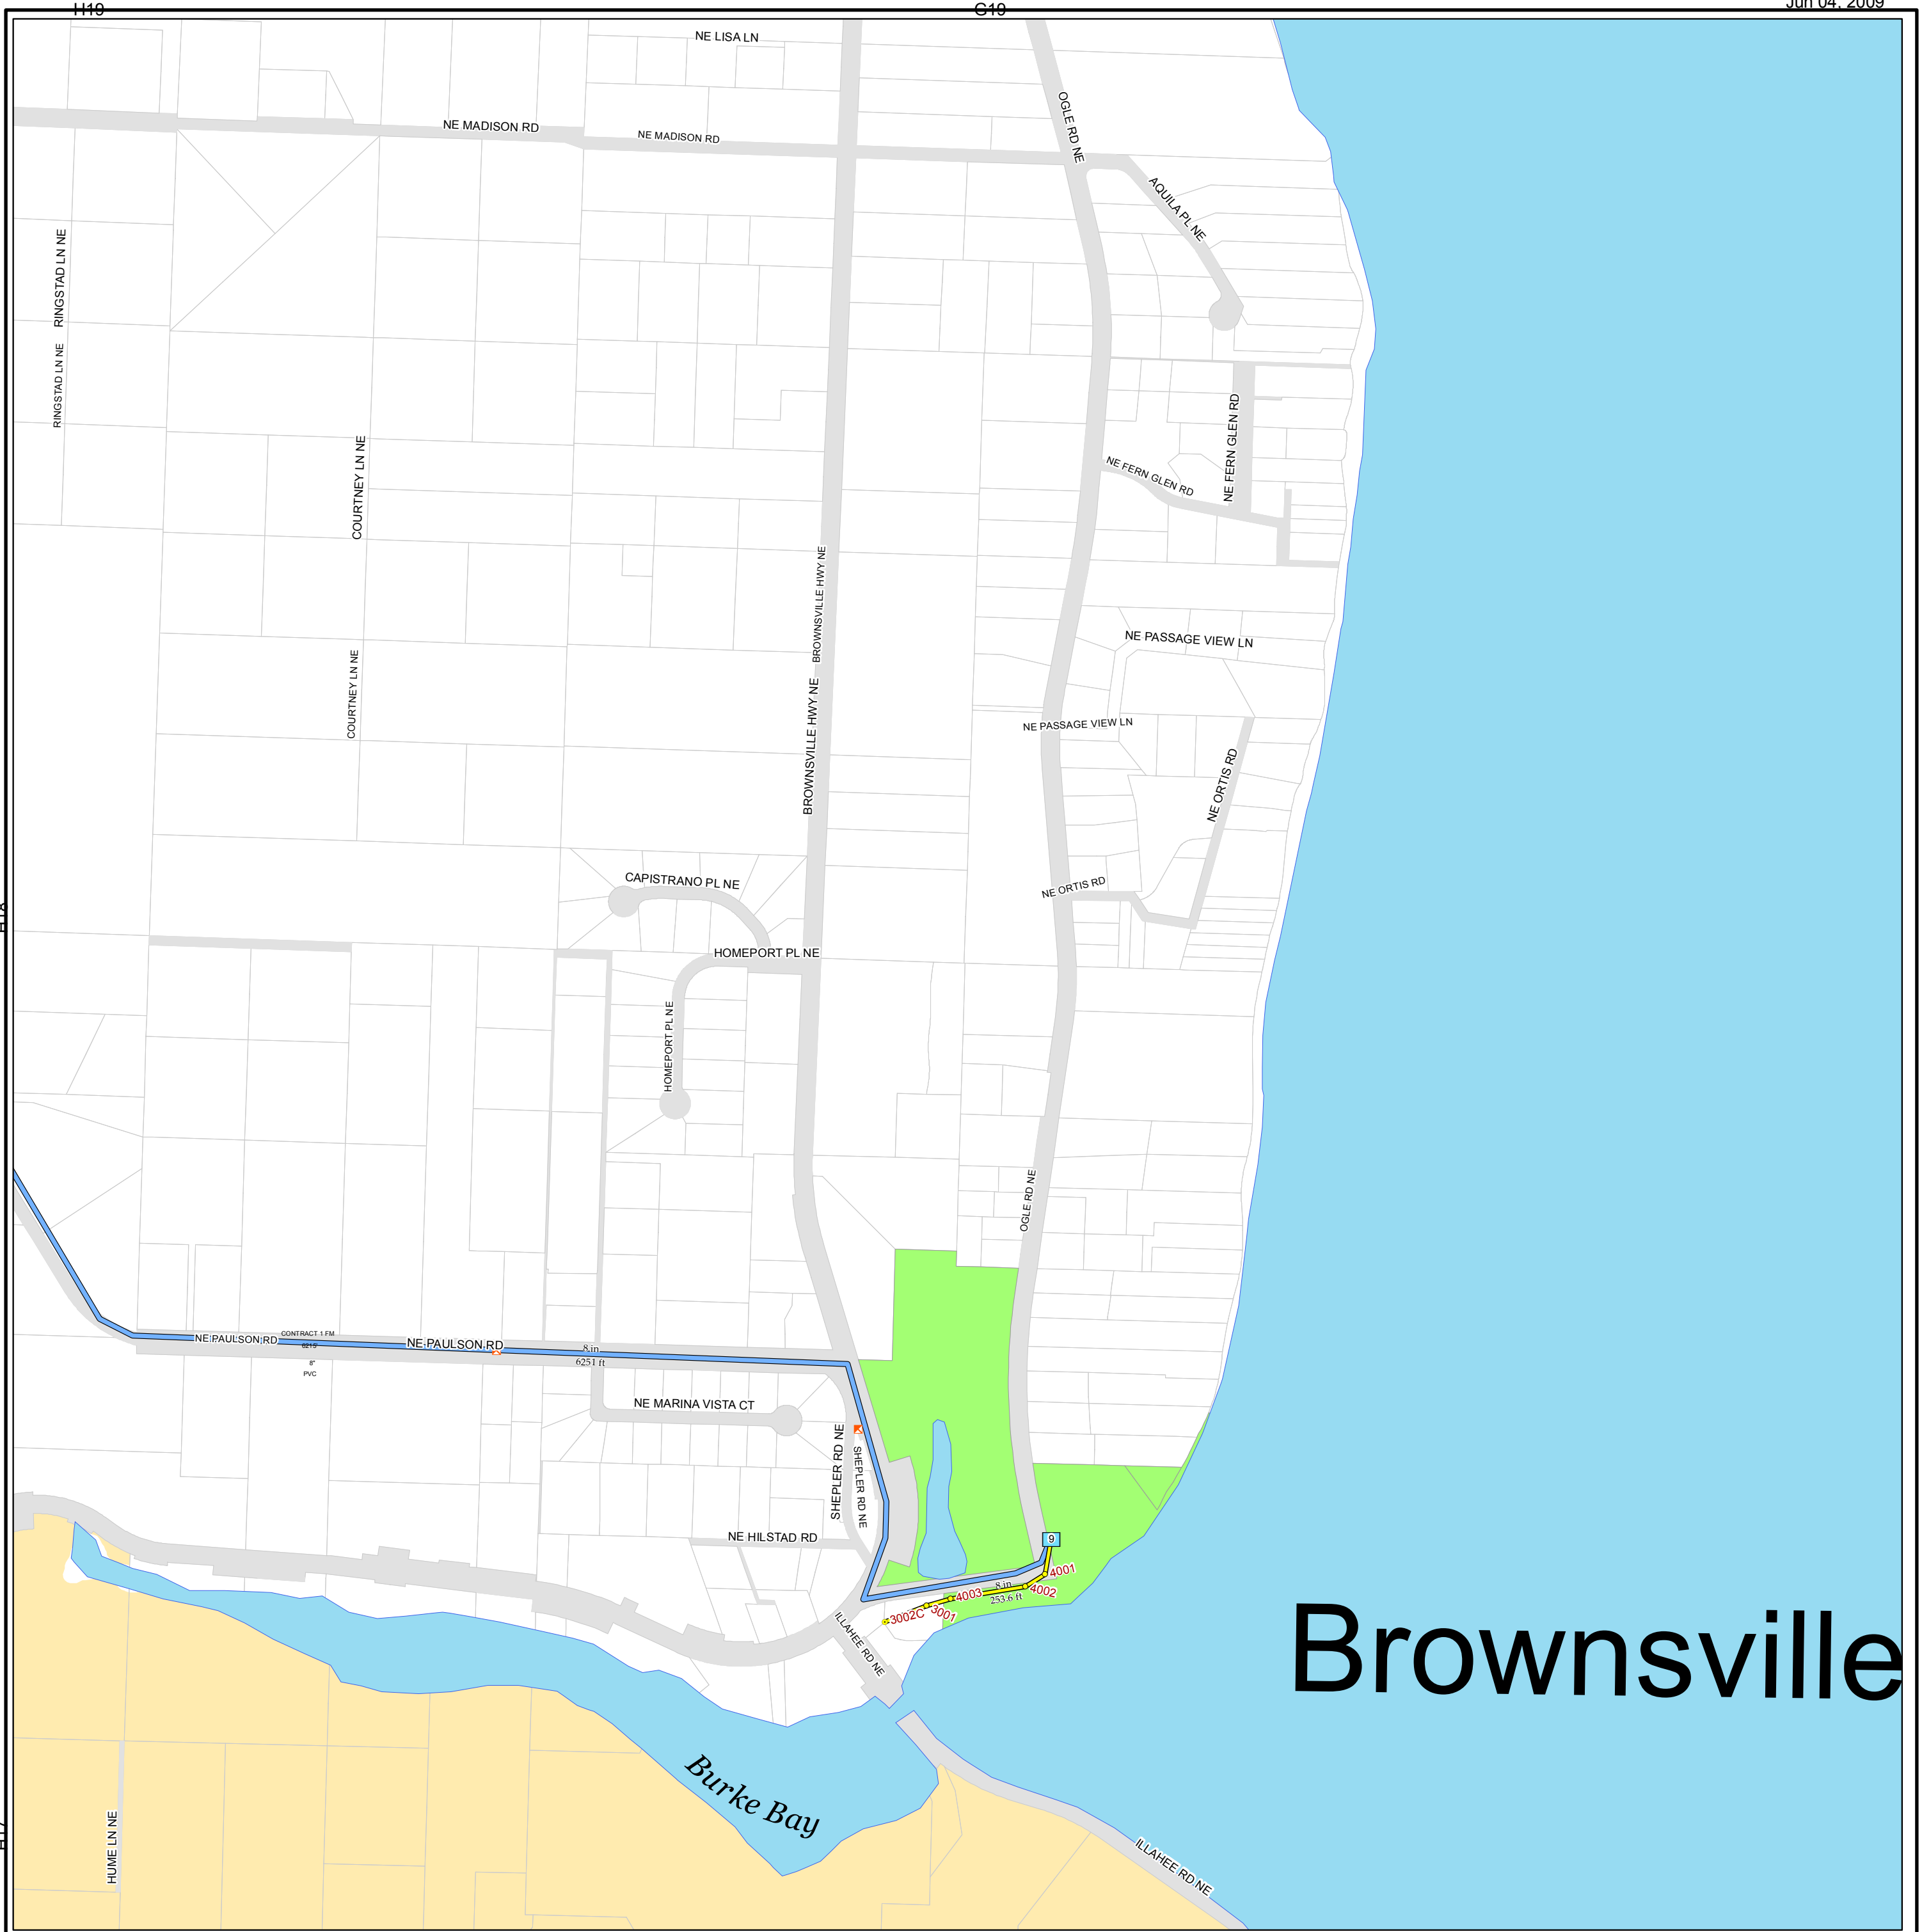 H19
G19
Jun 04, 2009
NE LISA LN
OGLE RD NE
NE MADISON RD
NE MADISON RD
AQUILA PL NE
RINGSTAD LN NE
RINGSTAD LN NE
COURTNEY LN NE
NE FERN GLEN RD
NE FERN GLEN RD
BROWNSVILLE HWY NE
NE PASSAGE VIEW LN
COURTNEY LN NE
BROWNSVILLE HWY NE
NE PASSAGE VIEW LN
NE ORTIS RD
CAPISTRANO PL NE
NE ORTIS RD
H18
HOMEPORT PL NE
HOMEPORT PL NE
OGLE RD NE
NE PAULSON RD
CONTRACT 1 FM
6215'
8"
PVC
NE PAULSON RD
8 in
6251 ft
NE MARINA VISTA CT
SHEPLER RD NE
SHEPLER RD NE
NE HILSTAD RD
9
4001
4002
8 in
253.6 ft
4003
3001
3002C
ILLAHEE RD NE
Brownsville
Burke Bay
HUME LN NE
H17
ILLAHEE RD NE